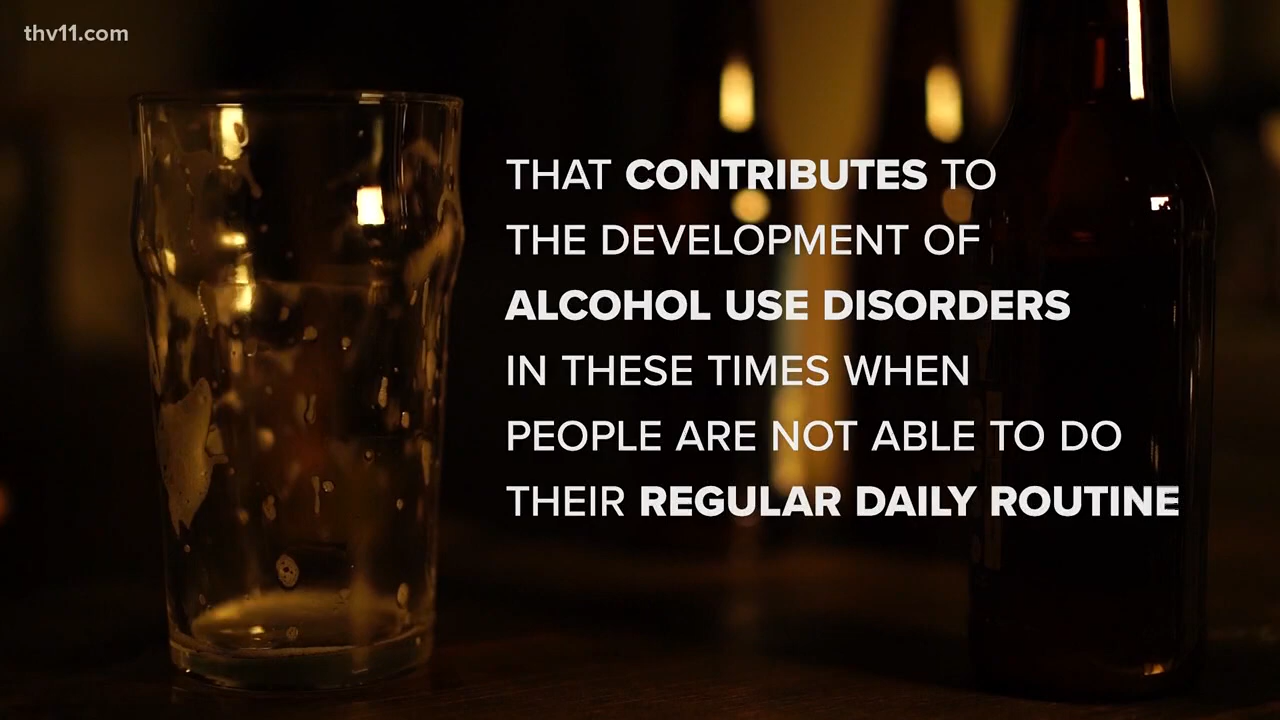 thv11.com
THAT CONTRIBUTES TO
THE DEVELOPMENT OF
ALCOHOL USE DISORDERS
IN THESE TIMES WHEN
PEOPLE ARE NOT ABLE TO DO
THEIR REGULAR DAILY ROUTINE